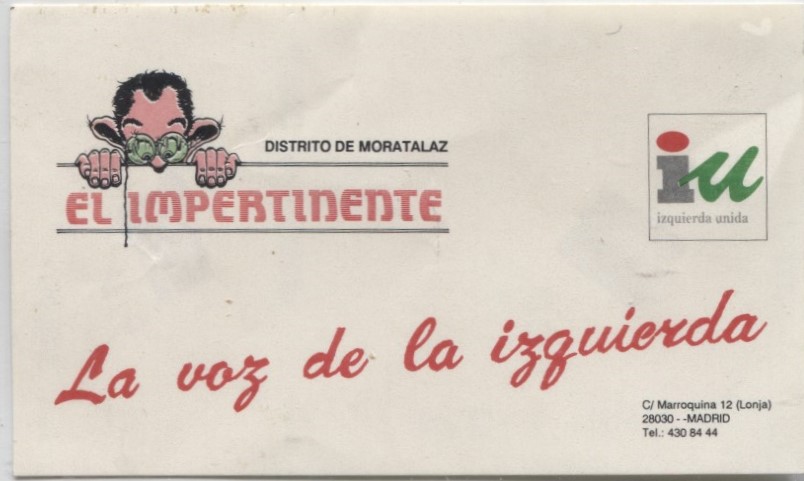 DISTRITO DE MORATALAZ
EL IMPERTINENTE
iu
izquierda unida
La voz de la izquierda
C/ Marroquina 12 (Lonja)
28030 - -MADRID
Tel.: 430 84 44